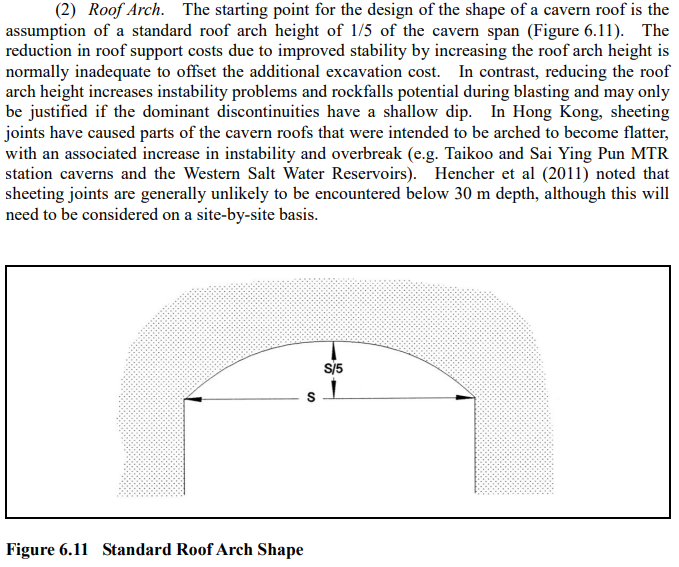 (2) Roof Arch. The starting point for the design of the shape of a cavern roof is the
assumption of a standard roof arch height of 1/5 of the cavern span (Figure 6.11). The
reduction in roof support costs due to improved stability by increasing the roof arch height is
normally inadequate to offset the additional excavation cost. In contrast, reducing the roof
arch height increases instability problems and rockfalls potential during blasting and may only
be justified if the dominant discontinuities have a shallow dip. In Hong Kong, sheeting
joints have caused parts of the cavern roofs that were intended to be arched to become flatter,
with an associated increase in instability and overbreak (e.g. Taikoo and Sai Ying Pun MTR
station caverns and the Western Salt Water Reservoirs). Hencher et al (2011) noted that
sheeting joints are generally unlikely to be encountered below 30 m depth, although this will
need to be considered on a site-by-site basis.
S/5
S
Figure 6.11 Standard Roof Arch Shape